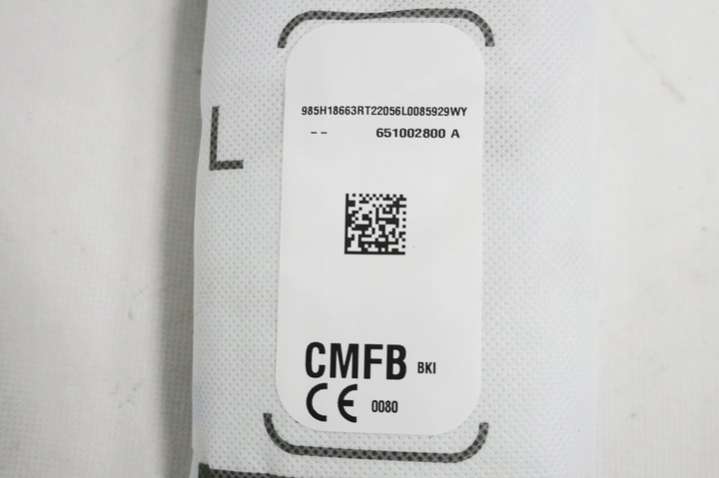 985H18663RT22056L0085929WY
-- 651002800 A
L
CMFB BKI
CE 0080